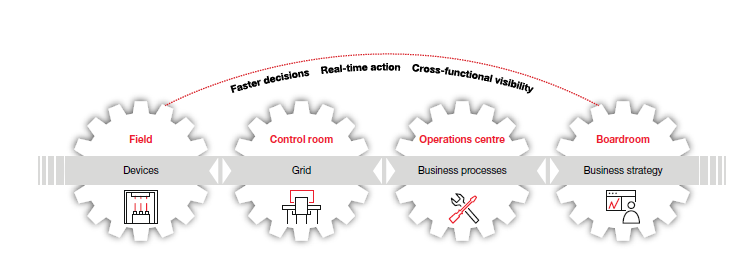 Faster decisions Real-time action Cross-functional visibility
Field Control room Operations centre Boardroom
Devices Grid Business processes Business strategy